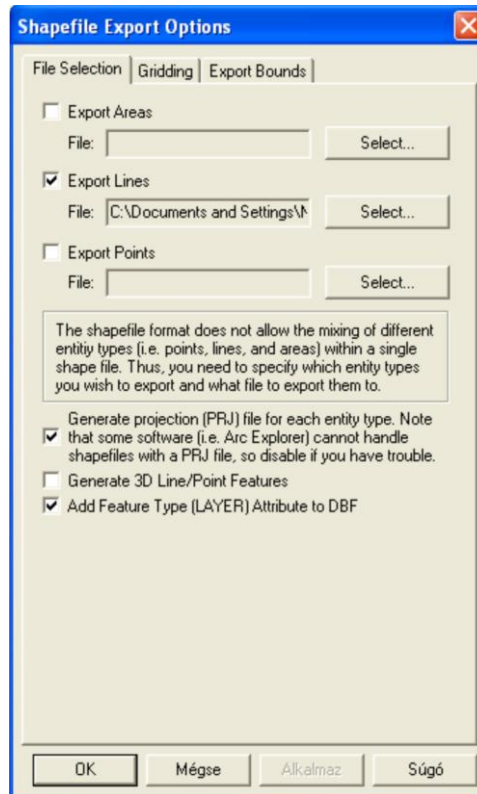 Shapefile Export Options
File Selection Gridding Export Bounds
Export Areas
File: Select...
Export Lines
File: C:\Documents and Settings\ Select...
Export Points
File: Select...
The shapefile format does not allow the mixing of different
entitiy types (i.e. points, lines, and areas) within a single
shape file. Thus, you need to specify which entity types
you wish to export and what file to export them to.
Generate projection (PRJ) file for each entity type. Note
that some software (i.e. Arc Explorer) cannot handle
shapefiles with a PRJ file, so disable if you have trouble.
Generate 3D Line/Point Features
Add Feature Type (LAYER) Attribute to DBF
OK Mégse Alkalmaz Súgó